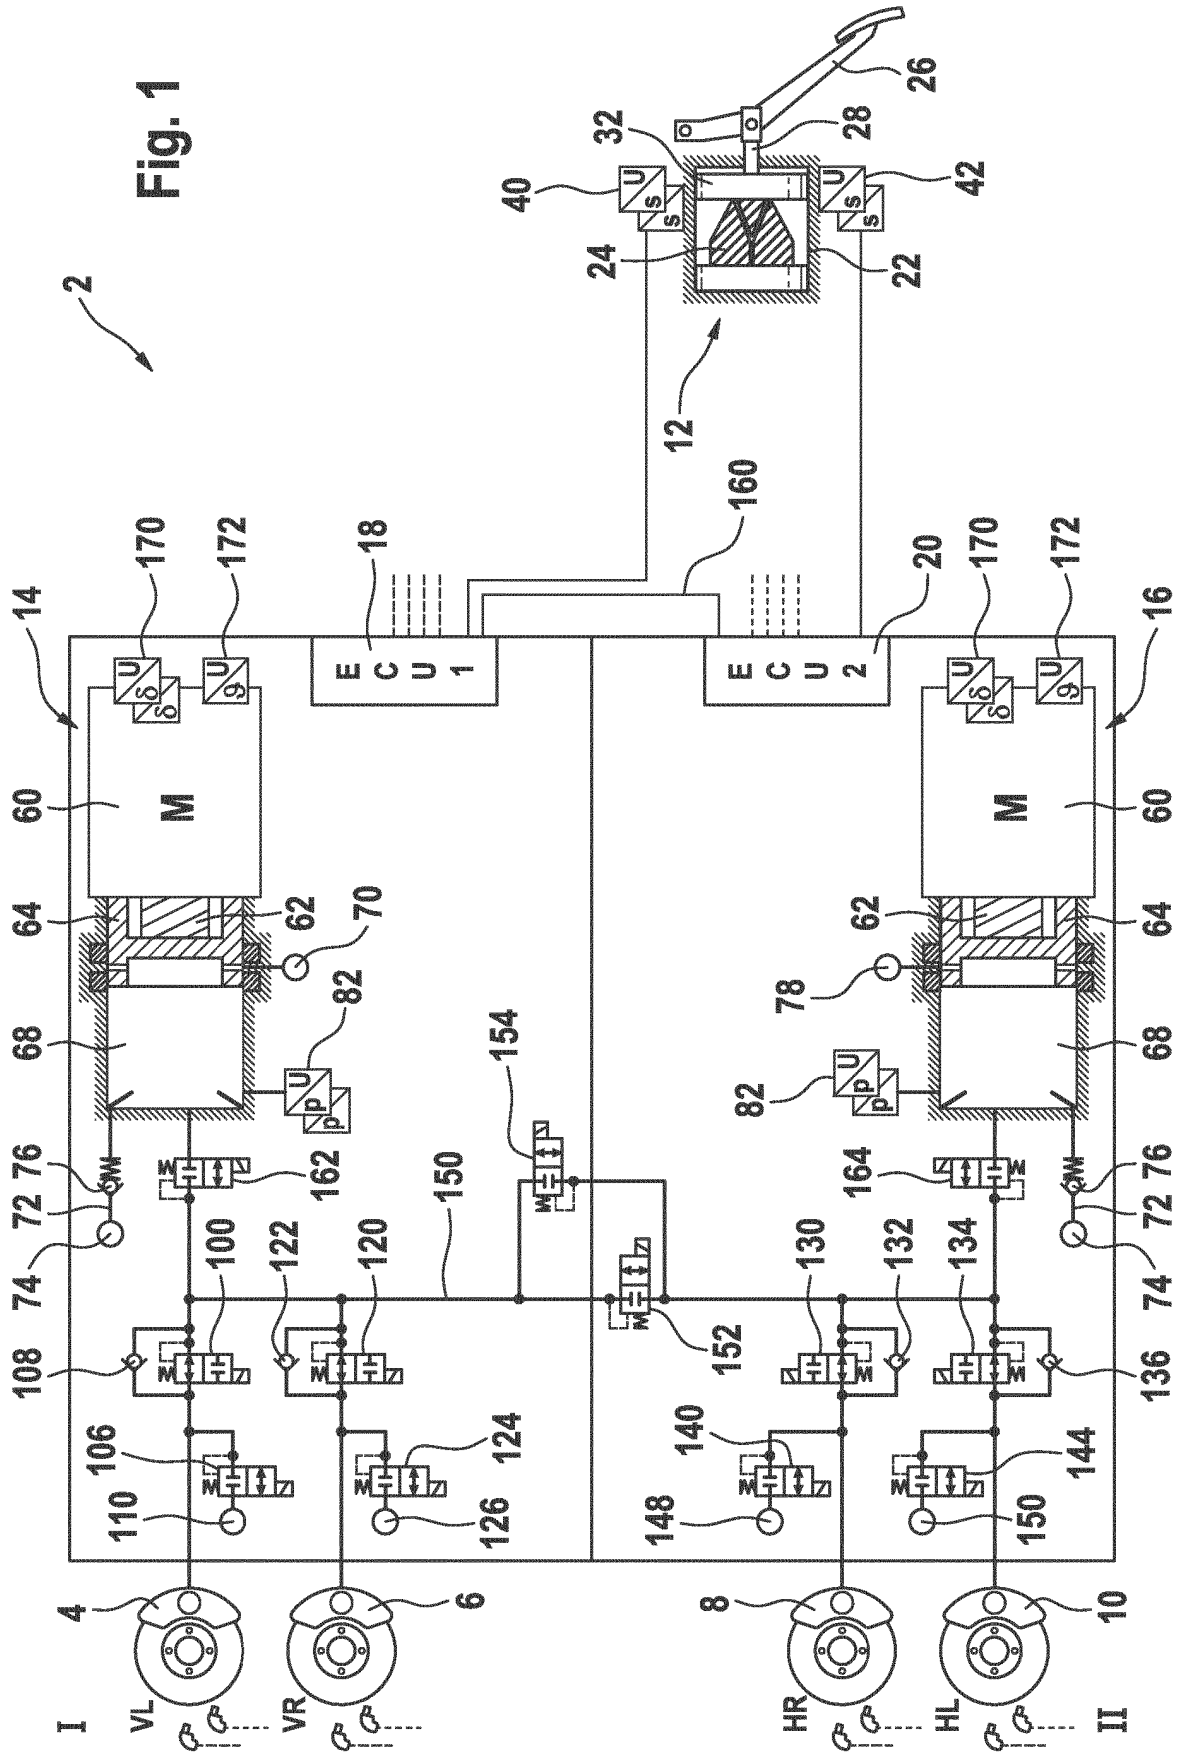 Fig. 1
2
I
4
VL
74
72
76
68
64
60
14
108
110
106
100
162
U
δ
δ
170
M
U
ϑ
172
62
70
82
U
p
p
122
120
VR
6
126
124
150
154
E C U 1
18
160
12
24
22
40
U
s
s
32
28
26
42
U
s
s
152
E C U 2
20
148
140
130
HR
8
82
U
p
p
78
62
164
132
134
U
δ
δ
170
M
U
ϑ
172
HL
10
150
144
II
136
74
72
76
68
64
60
16